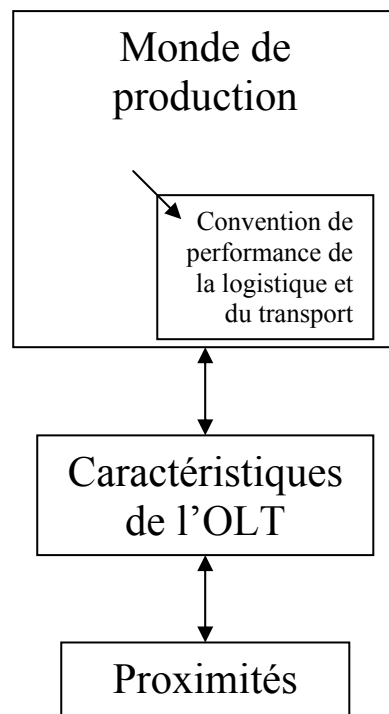 Monde de
production
Convention de
performance de
la logistique et
du transport
Caractéristiques
de l’OLT
Proximités